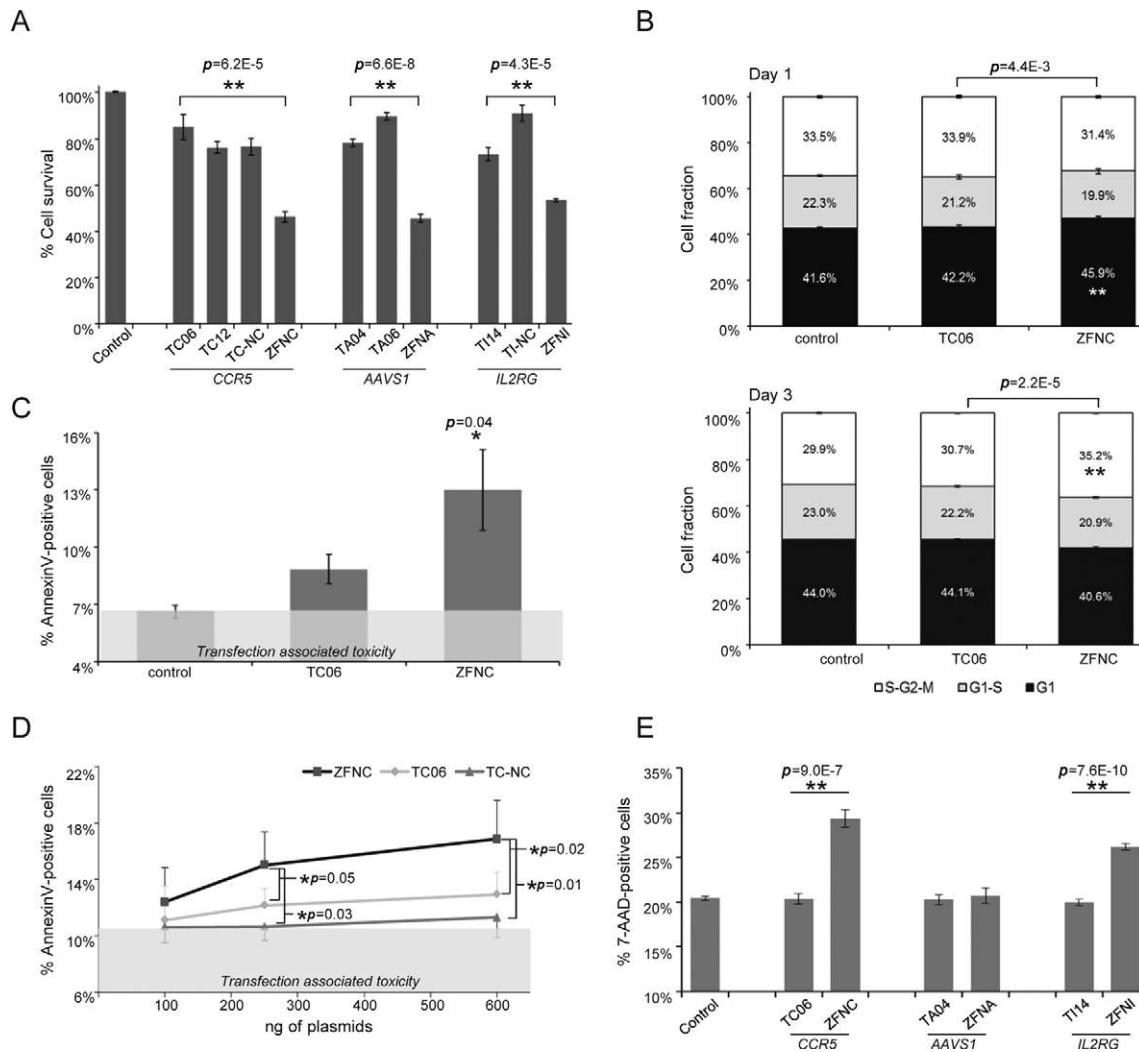 A
p=6.2E-5
p=6.6E-8
p=4.3E-5
**
**
**
% Cell survival
100%
80%
60%
40%
20%
0%
Control
TC06
TC12
TC-NC
ZFNC
TA04
TA06
ZFNA
TI14
TI-NC
ZFNI
CCR5
AAVS1
IL2RG
B
Day 1
p=4.4E-3
Cell fraction
100%
80%
60%
40%
20%
0%
33.5%
33.9%
31.4%
22.3%
21.2%
19.9%
41.6%
42.2%
45.9%
**
control
TC06
ZFNC
Day 3
p=2.2E-5
Cell fraction
100%
80%
60%
40%
20%
0%
29.9%
30.7%
35.2%
**
23.0%
22.2%
20.9%
44.0%
44.1%
40.6%
control
TC06
ZFNC
S-G2-M
G1-S
G1
C
p=0.04
*
% AnnexinV-positive cells
16%
13%
10%
7%
4%
Transfection associated toxicity
control
TC06
ZFNC
D
ZFNC
TC06
TC-NC
% AnnexinV-positive cells
22%
18%
14%
10%
6%
*p=0.02
*p=0.05
*p=0.01
*p=0.03
Transfection associated toxicity
100
200
300
400
500
600
ng of plasmids
E
p=9.0E-7
**
p=7.6E-10
**
% 7-AAD-positive cells
35%
30%
25%
20%
15%
10%
Control
TC06
ZFNC
TA04
ZFNA
TI14
ZFNI
CCR5
AAVS1
IL2RG